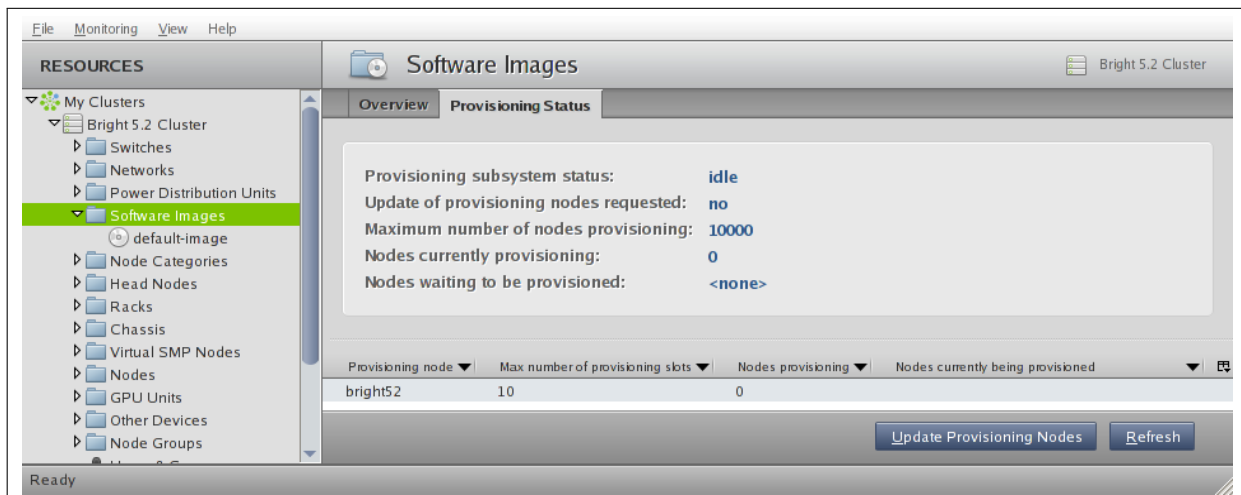 File Monitoring View Help
RESOURCES
My Clusters
Bright 5.2 Cluster
Switches
Networks
Power Distribution Units
Software Images
default-image
Node Categories
Head Nodes
Racks
Chassis
Virtual SMP Nodes
Nodes
GPU Units
Other Devices
Node Groups
Software Images
Bright 5.2 Cluster
Overview Provisioning Status
Provisioning subsystem status: idle
Update of provisioning nodes requested: no
Maximum number of nodes provisioning: 10000
Nodes currently provisioning: 0
Nodes waiting to be provisioned: <none>
Provisioning node Max number of provisioning slots Nodes provisioning Nodes currently being provisioned
bright52 10 0
Update Provisioning Nodes Refresh
Ready